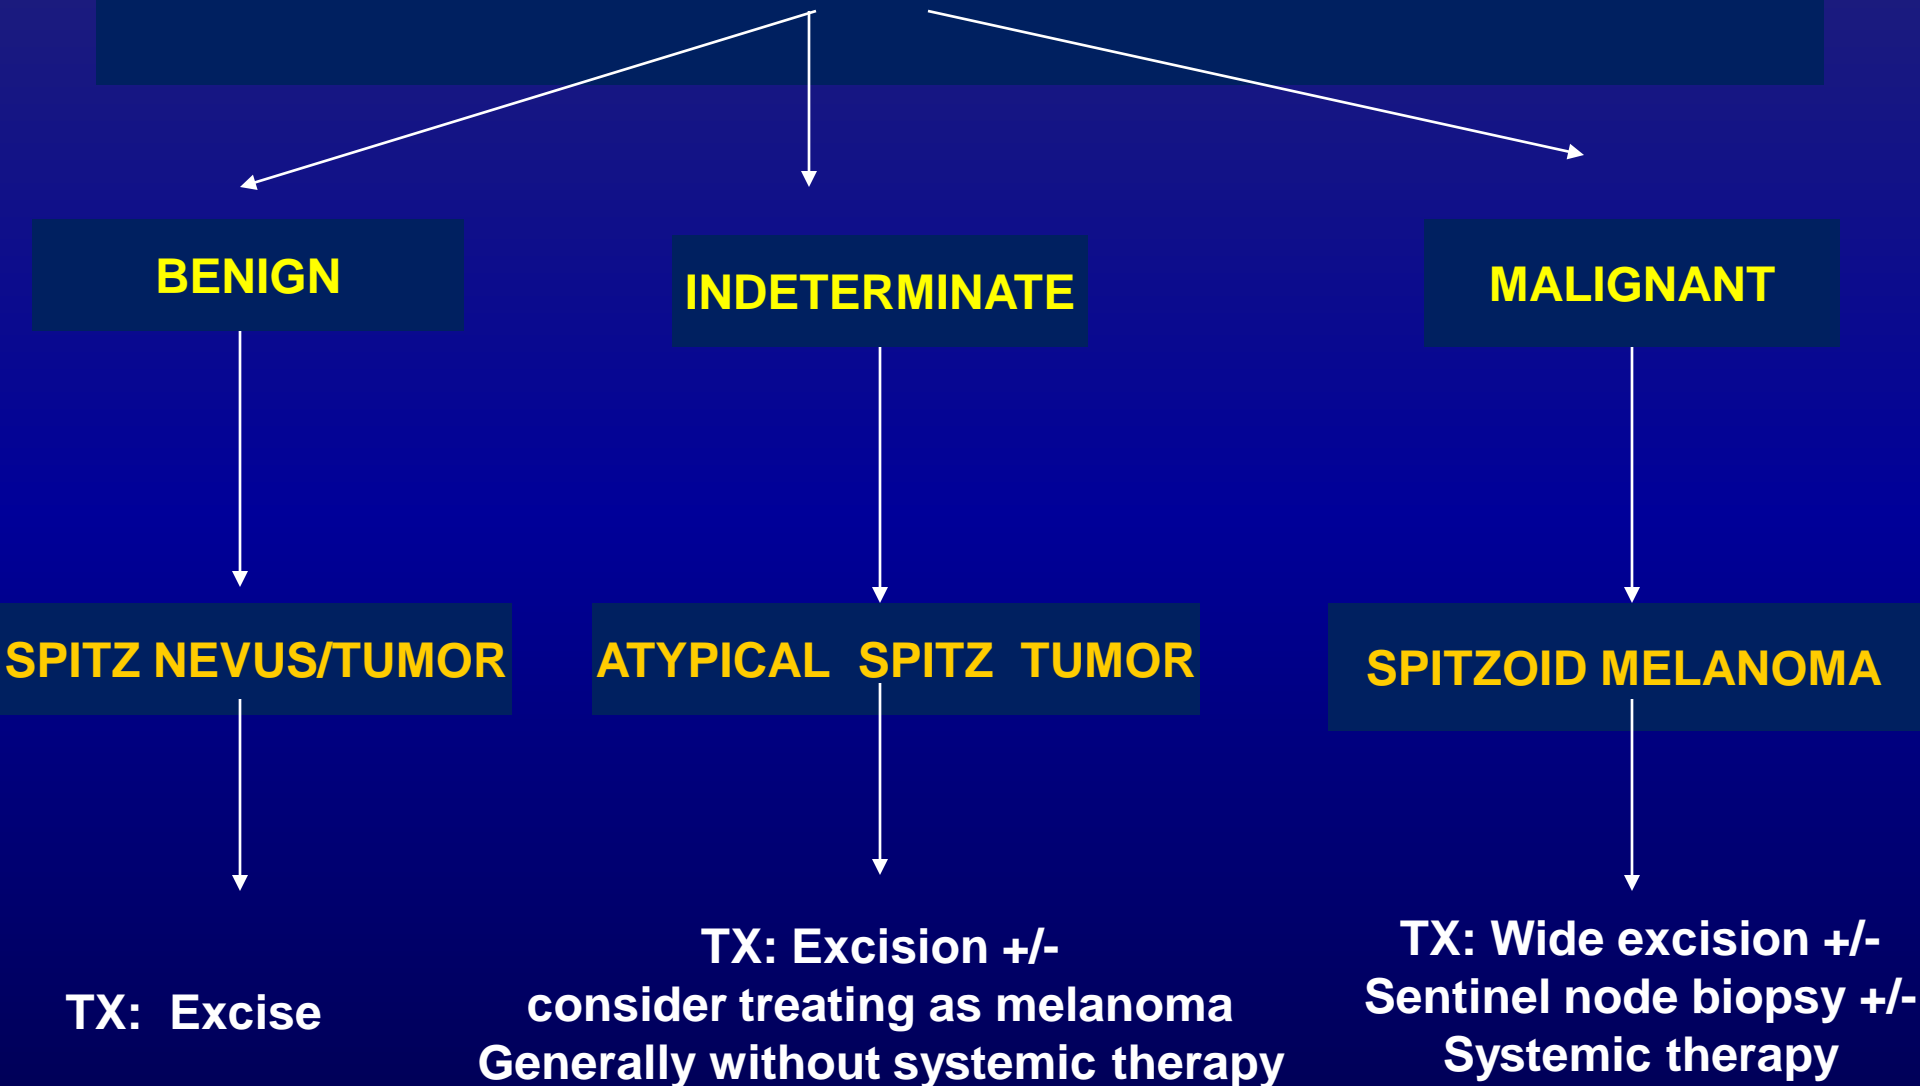 BENIGN
INDETERMINATE
MALIGNANT
SPITZ NEVUS/TUMOR
ATYPICAL SPITZ TUMOR
SPITZOID MELANOMA
TX: Excise
TX: Excision +/-
consider treating as melanoma
Generally without systemic therapy
TX: Wide excision +/-
Sentinel node biopsy +/-
Systemic therapy